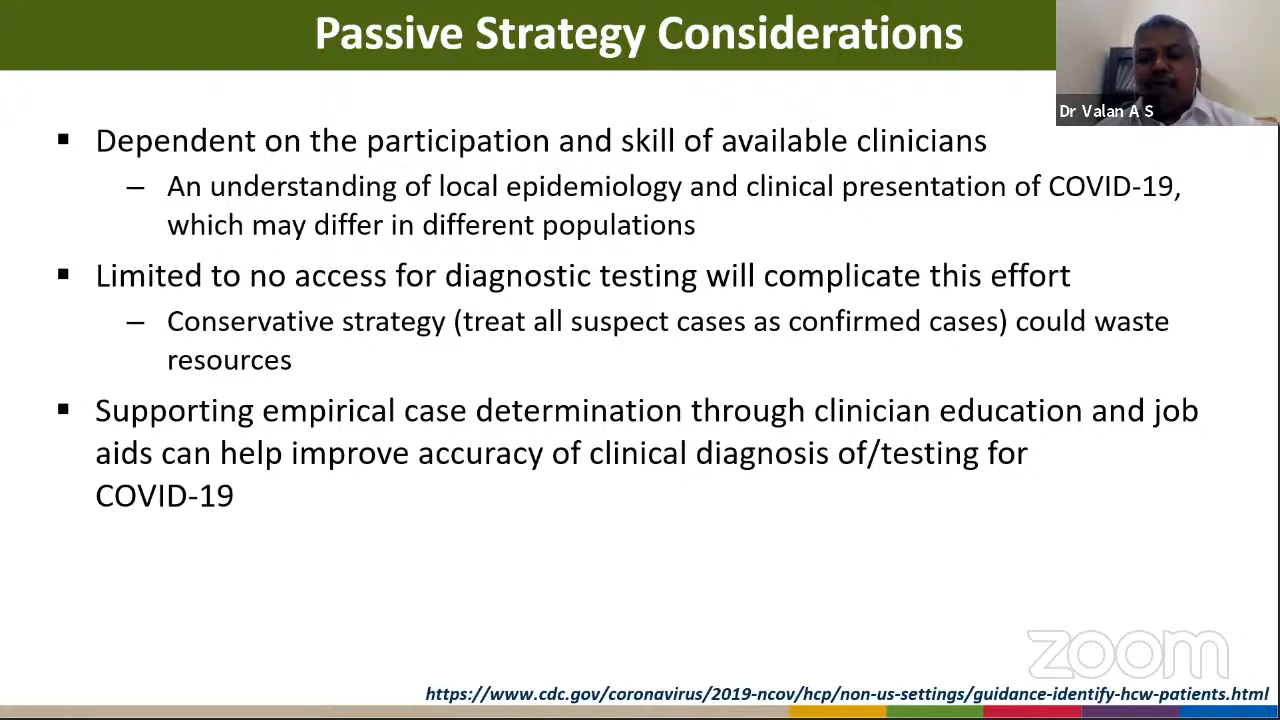 Passive Strategy Considerations
Dr Valan A S
▪ Dependent on the participation and skill of available clinicians
– An understanding of local epidemiology and clinical presentation of COVID-19,
which may differ in different populations
▪ Limited to no access for diagnostic testing will complicate this effort
– Conservative strategy (treat all suspect cases as confirmed cases) could waste
resources
▪ Supporting empirical case determination through clinician education and job
aids can help improve accuracy of clinical diagnosis of/testing for
COVID-19
zoom
https://www.cdc.gov/coronavirus/2019-ncov/hcp/non-us-settings/guidance-identify-hcw-patients.html